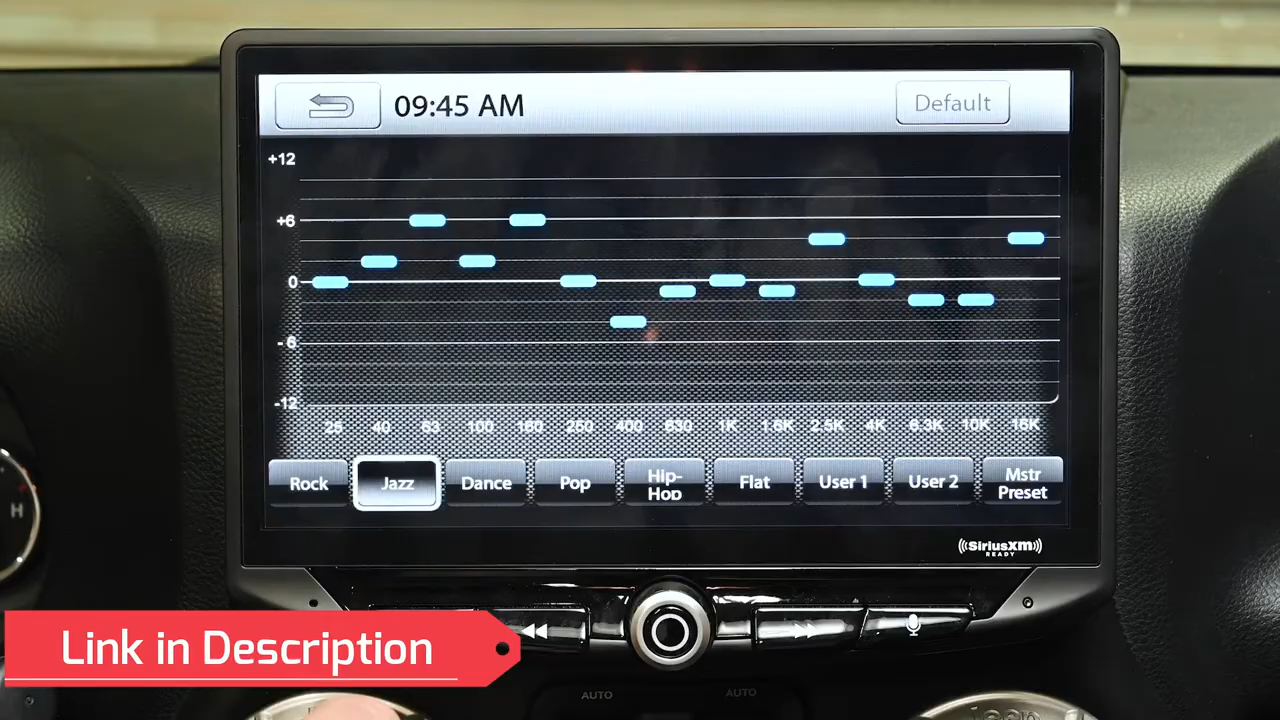 09:45 AM
Default
+12
+6
0
- 6
-12
25 40 63 100 160 250 400 630 1K 1.6K 2.5K 4K 6.3K 10K 16K
Rock
Jazz
Dance
Pop
Hip-
Hop
Flat
User 1
User 2
Mstr
Preset
((SiriusXM))
READY
H
Link in Description
AUTO
AUTO
Jeep